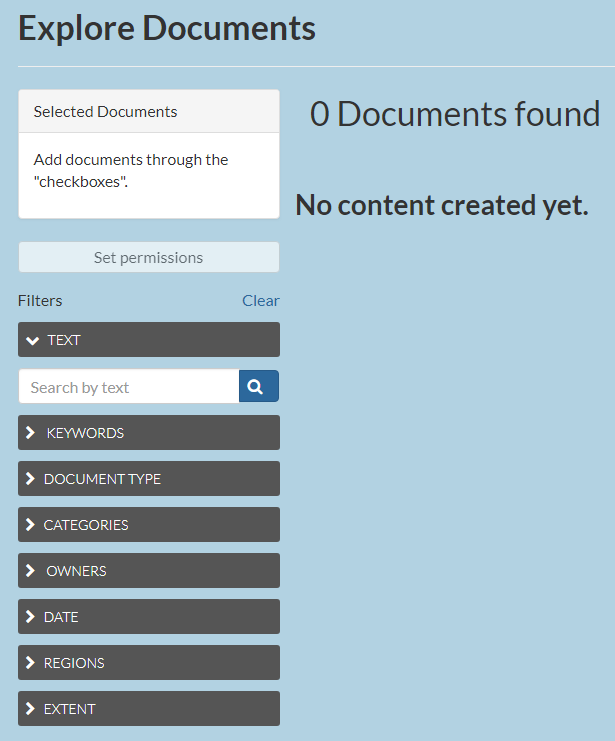 Explore Documents
Selected Documents
Add documents through the
"checkboxes".
Set permissions
Filters
Clear
TEXT
Search by text
KEYWORDS
DOCUMENT TYPE
CATEGORIES
OWNERS
DATE
REGIONS
EXTENT
0 Documents found
No content created yet.